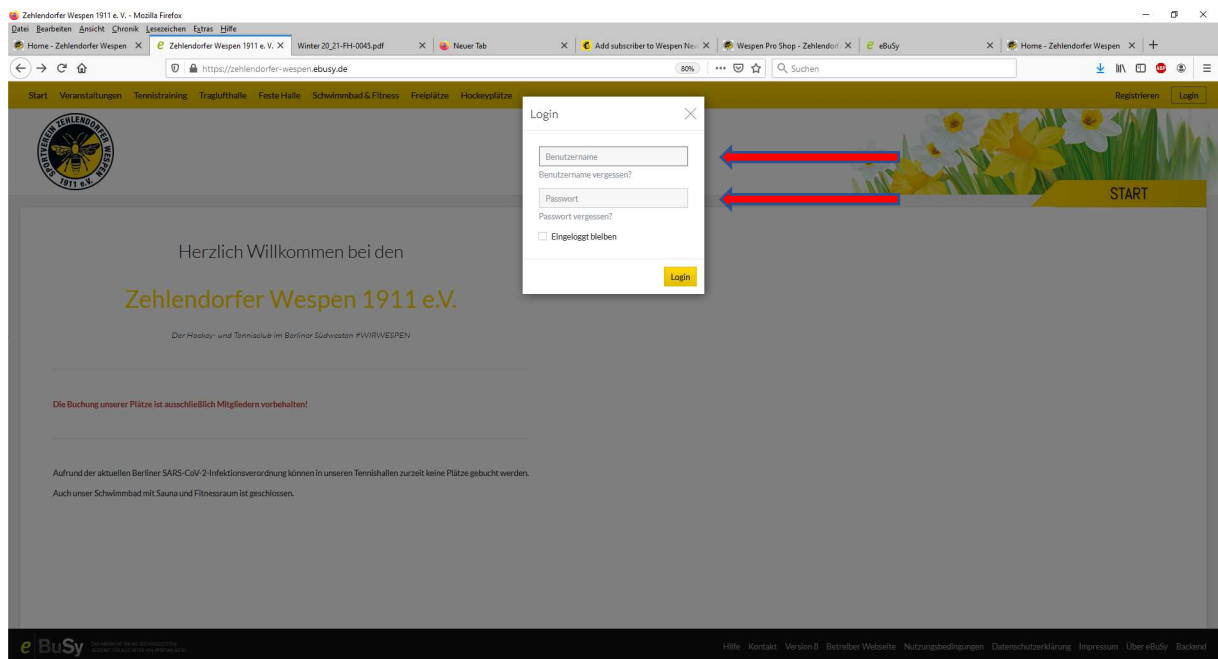 Zehlendorfer Wespen 1911 e. V. - Mozilla Firefox
Datei Bearbeiten Ansicht Chronik Lesezeichen Extras Hilfe
Home - Zehlendorfer Wespen
Zehlendorfer Wespen 1911 e. V.
Winter 20_21-FH-0045.pdf
Neuer Tab
Add subscriber to Wespen Ne
Wespen Pro Shop - Zehlendor
eBuSy
Home - Zehlendorfer Wespen
https://zehlendorfer-wespen.ebusy.de
80%
Suchen
Start Veranstaltungen Tennistraining Traglufthalle Feste Halle Schwimmbad & Fitness Freiplätze Hockeyplätze
Registrieren Login
SPORTVEREIN ZEHLENDORFER WESPEN
1911 e.V.
START
Login
Benutzername
Benutzername vergessen?
Passwort
Passwort vergessen?
Eingeloggt bleiben
Login
Herzlich Willkommen bei den
Zehlendorfer Wespen 1911 e.V.
Der Hockey- und Tennisclub im Berliner Südwesten #WIRWESPEN
Die Buchung unserer Plätze ist ausschließlich Mitgliedern vorbehalten!
Aufrund der aktuellen Berliner SARS-CoV-2-Infektionsverordnung können in unseren Tennishallen zurzeit keine Plätze gebucht werden.
Auch unser Schwimmbad mit Sauna und Fitnessraum ist geschlossen.
e BuSy
Hilfe Kontakt Version 8 Betreiber Webseite Nutzungsbedingungen Datenschutzerklärung Impressum Über eBuSy Backend